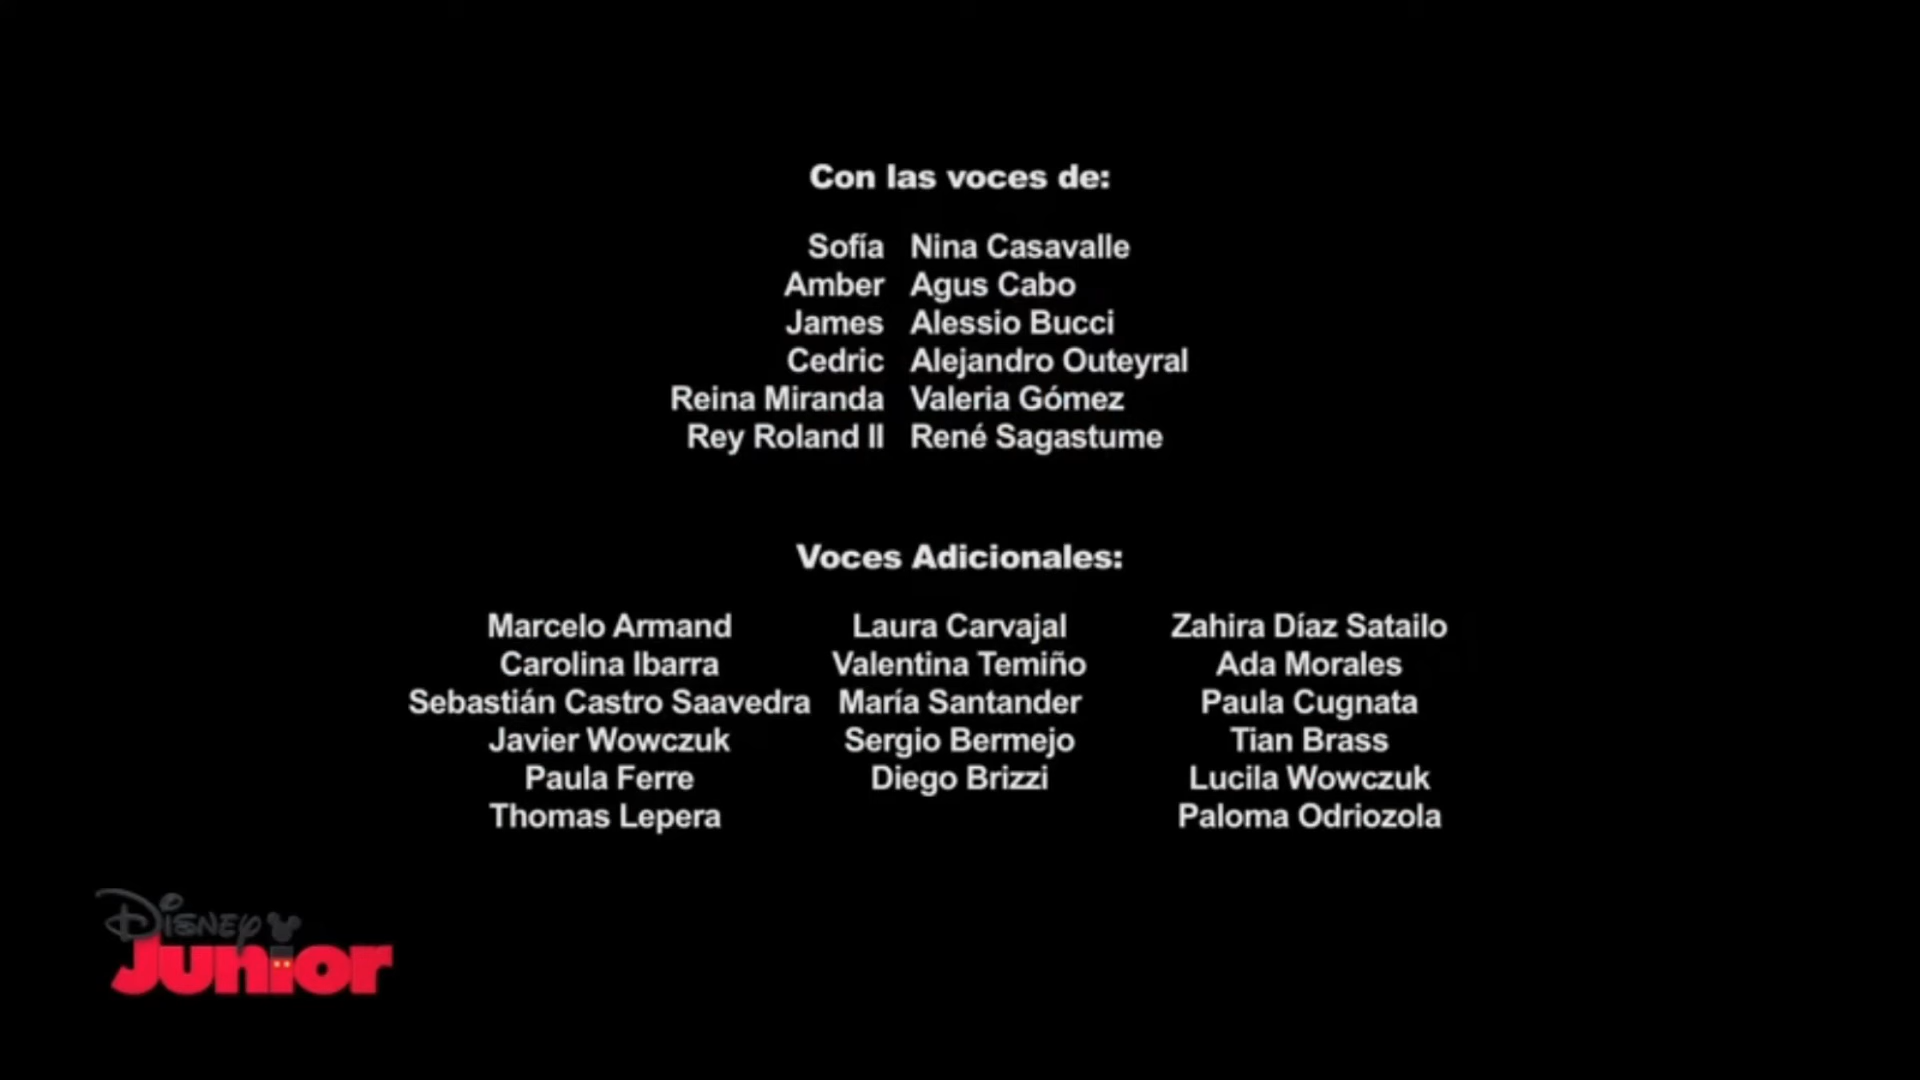 Con las voces de:
Sofía Nina Casavalle
Amber Agus Cabo
James Alessio Bucci
Cedric Alejandro Outeyral
Reina Miranda Valeria Gómez
Rey Roland II René Sagastume
Voces Adicionales:
Marcelo Armand Laura Carvajal Zahira Díaz Satailo
Carolina Ibarra Valentina Temiño Ada Morales
Sebastián Castro Saavedra María Santander Paula Cugnata
Javier Wowczuk Sergio Bermejo Tian Brass
Paula Ferre Diego Brizzi Lucila Wowczuk
Thomas Lepera Paloma Odriozola
Disney
Junior